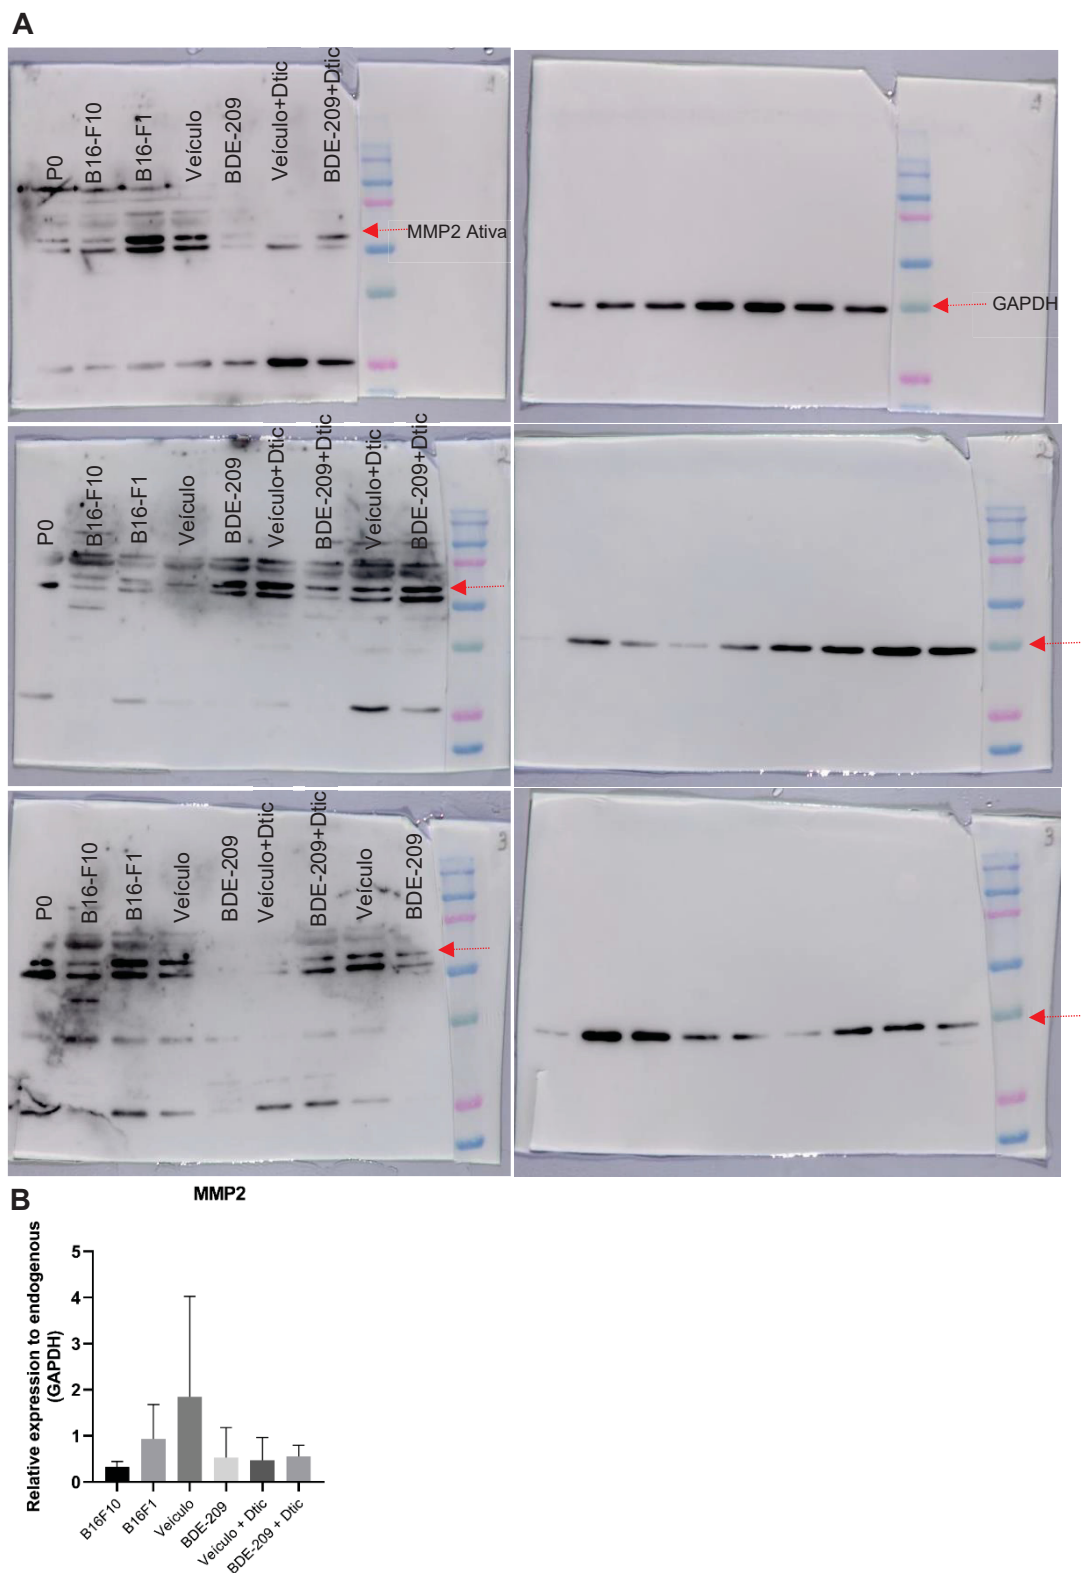 A
P0
B16-F10
B16-F1
Veículo
BDE-209
Veículo+Dtic
BDE-209+Dtic
MMP2 Ativa
GAPDH
P0
B16-F10
B16-F1
Veículo
BDE-209
Veículo+Dtic
BDE-209+Dtic
Veículo+Dtic
BDE-209+Dtic
2
P0
B16-F10
B16-F1
Veículo
BDE-209
Veículo+Dtic
BDE-209+Dtic
Veículo
BDE-209
3
3
B
MMP2
Relative expression to endogenous
(GAPDH)
5
4
3
2
1
0
B16F10
B16F1
Veículo
BDE-209
Veículo + Dtic
BDE-209 + Dtic